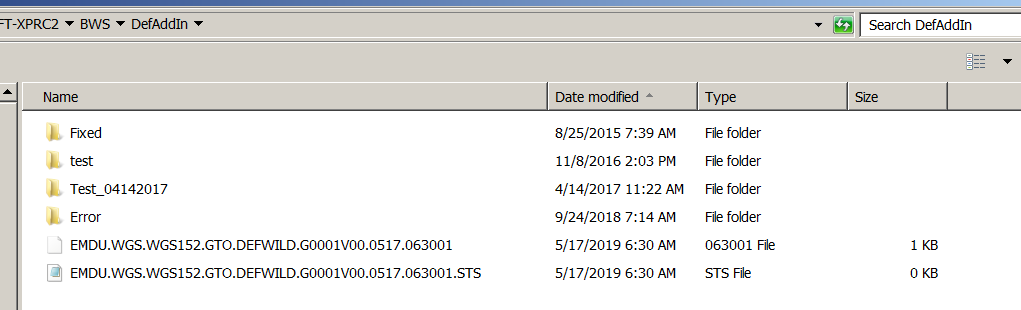 FT-XPRC2 BWS DefAddIn Search DefAddIn
Name Date modified Type Size
Fixed 8/25/2015 7:39 AM File folder
test 11/8/2016 2:03 PM File folder
Test_04142017 4/14/2017 11:22 AM File folder
Error 9/24/2018 7:14 AM File folder
EMDU.WGS.WGS152.GTO.DEFWILD.G0001V00.0517.063001 5/17/2019 6:30 AM 063001 File 1 KB
EMDU.WGS.WGS152.GTO.DEFWILD.G0001V00.0517.063001.STS 5/17/2019 6:30 AM STS File 0 KB